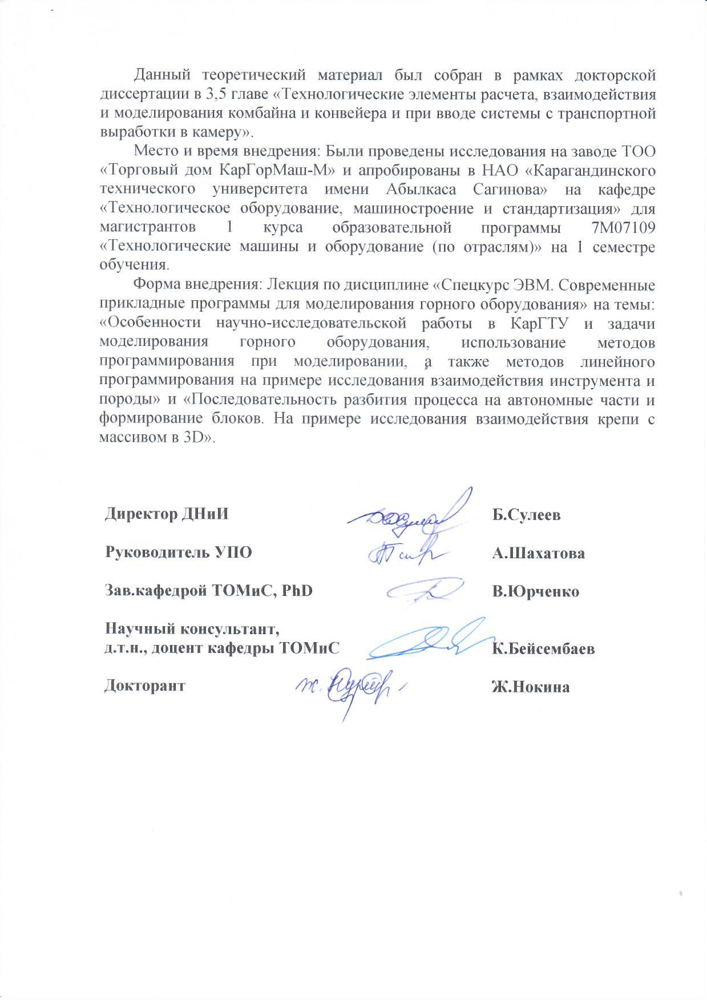 Данный теоретический материал был собран в рамках докторской
диссертации в 3,5 главе «Технологические элементы расчета, взаимодействия
и моделирования комбайна и конвейера и при вводе системы с транспортной
выработки в камеру».
Место и время внедрения: Были проведены исследования на заводе ТОО
«Торговый дом КарГорМаш-М» и апробированы в НАО «Карагандинского
технического университета имени Абылкаса Сагинова» на кафедре
«Технологическое оборудование, машиностроение и стандартизация» для
магистрантов 1 курса образовательной программы 7М07109
«Технологические машины и оборудование (по отраслям)» на 1 семестре
обучения.
Форма внедрения: Лекция по дисциплине «Спецкурс ЭВМ. Современные
прикладные программы для моделирования горного оборудования» на темы:
«Особенности научно-исследовательской работы в КарГТУ и задачи
моделирования горного оборудования, использование методов
программирования при моделировании, а также методов линейного
программирования на примере исследования взаимодействия инструмента и
породы» и «Последовательность разбития процесса на автономные части и
формирование блоков. На примере исследования взаимодействия крепи с
массивом в 3D».
Директор ДНиИ Б.Сулеев
Руководитель УПО А.Шахатова
Зав.кафедрой ТОМиС, PhD В.Юрченко
Научный консультант,
д.т.н., доцент кафедры ТОМиС К.Бейсембаев
Докторант Ж.Нокина